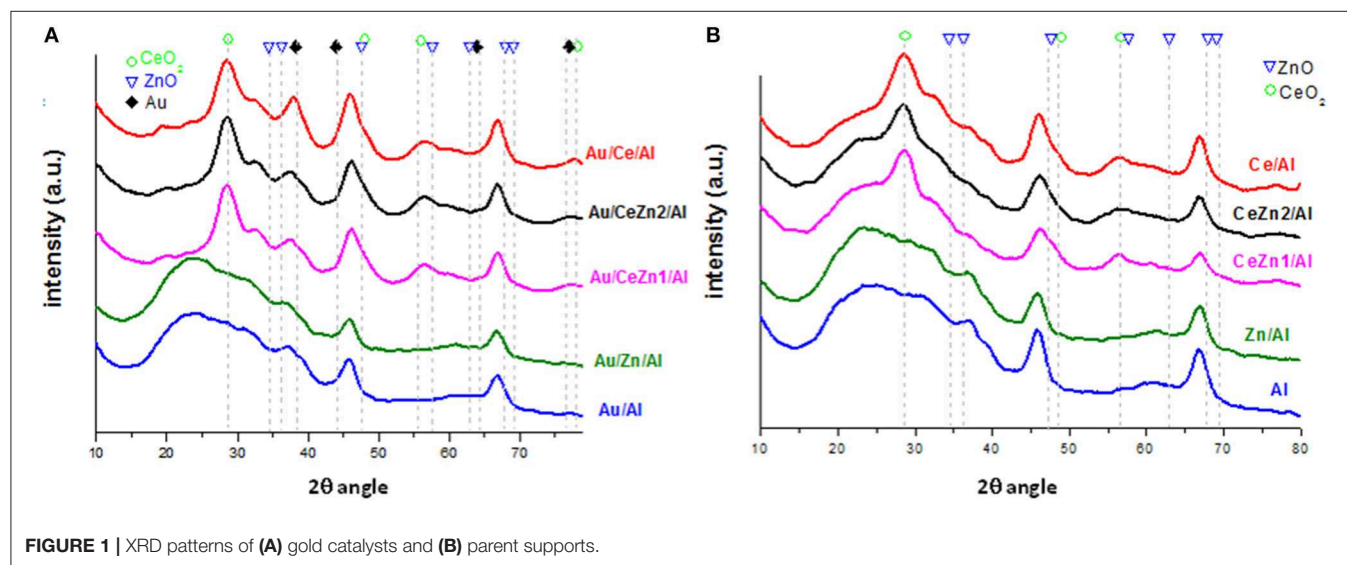 A
CeO2
ZnO
Au
intensity (a.u.)
Au/Ce/Al
Au/CeZn2/Al
Au/CeZn1/Al
Au/Zn/Al
Au/Al
10 20 30 40 50 60 70
2θ angle
B
ZnO
CeO2
intensity (a.u.)
Ce/Al
CeZn2/Al
CeZn1/Al
Zn/Al
Al
10 20 30 40 50 60 70 80
2θ angle
FIGURE 1 | XRD patterns of (A) gold catalysts and (B) parent supports.